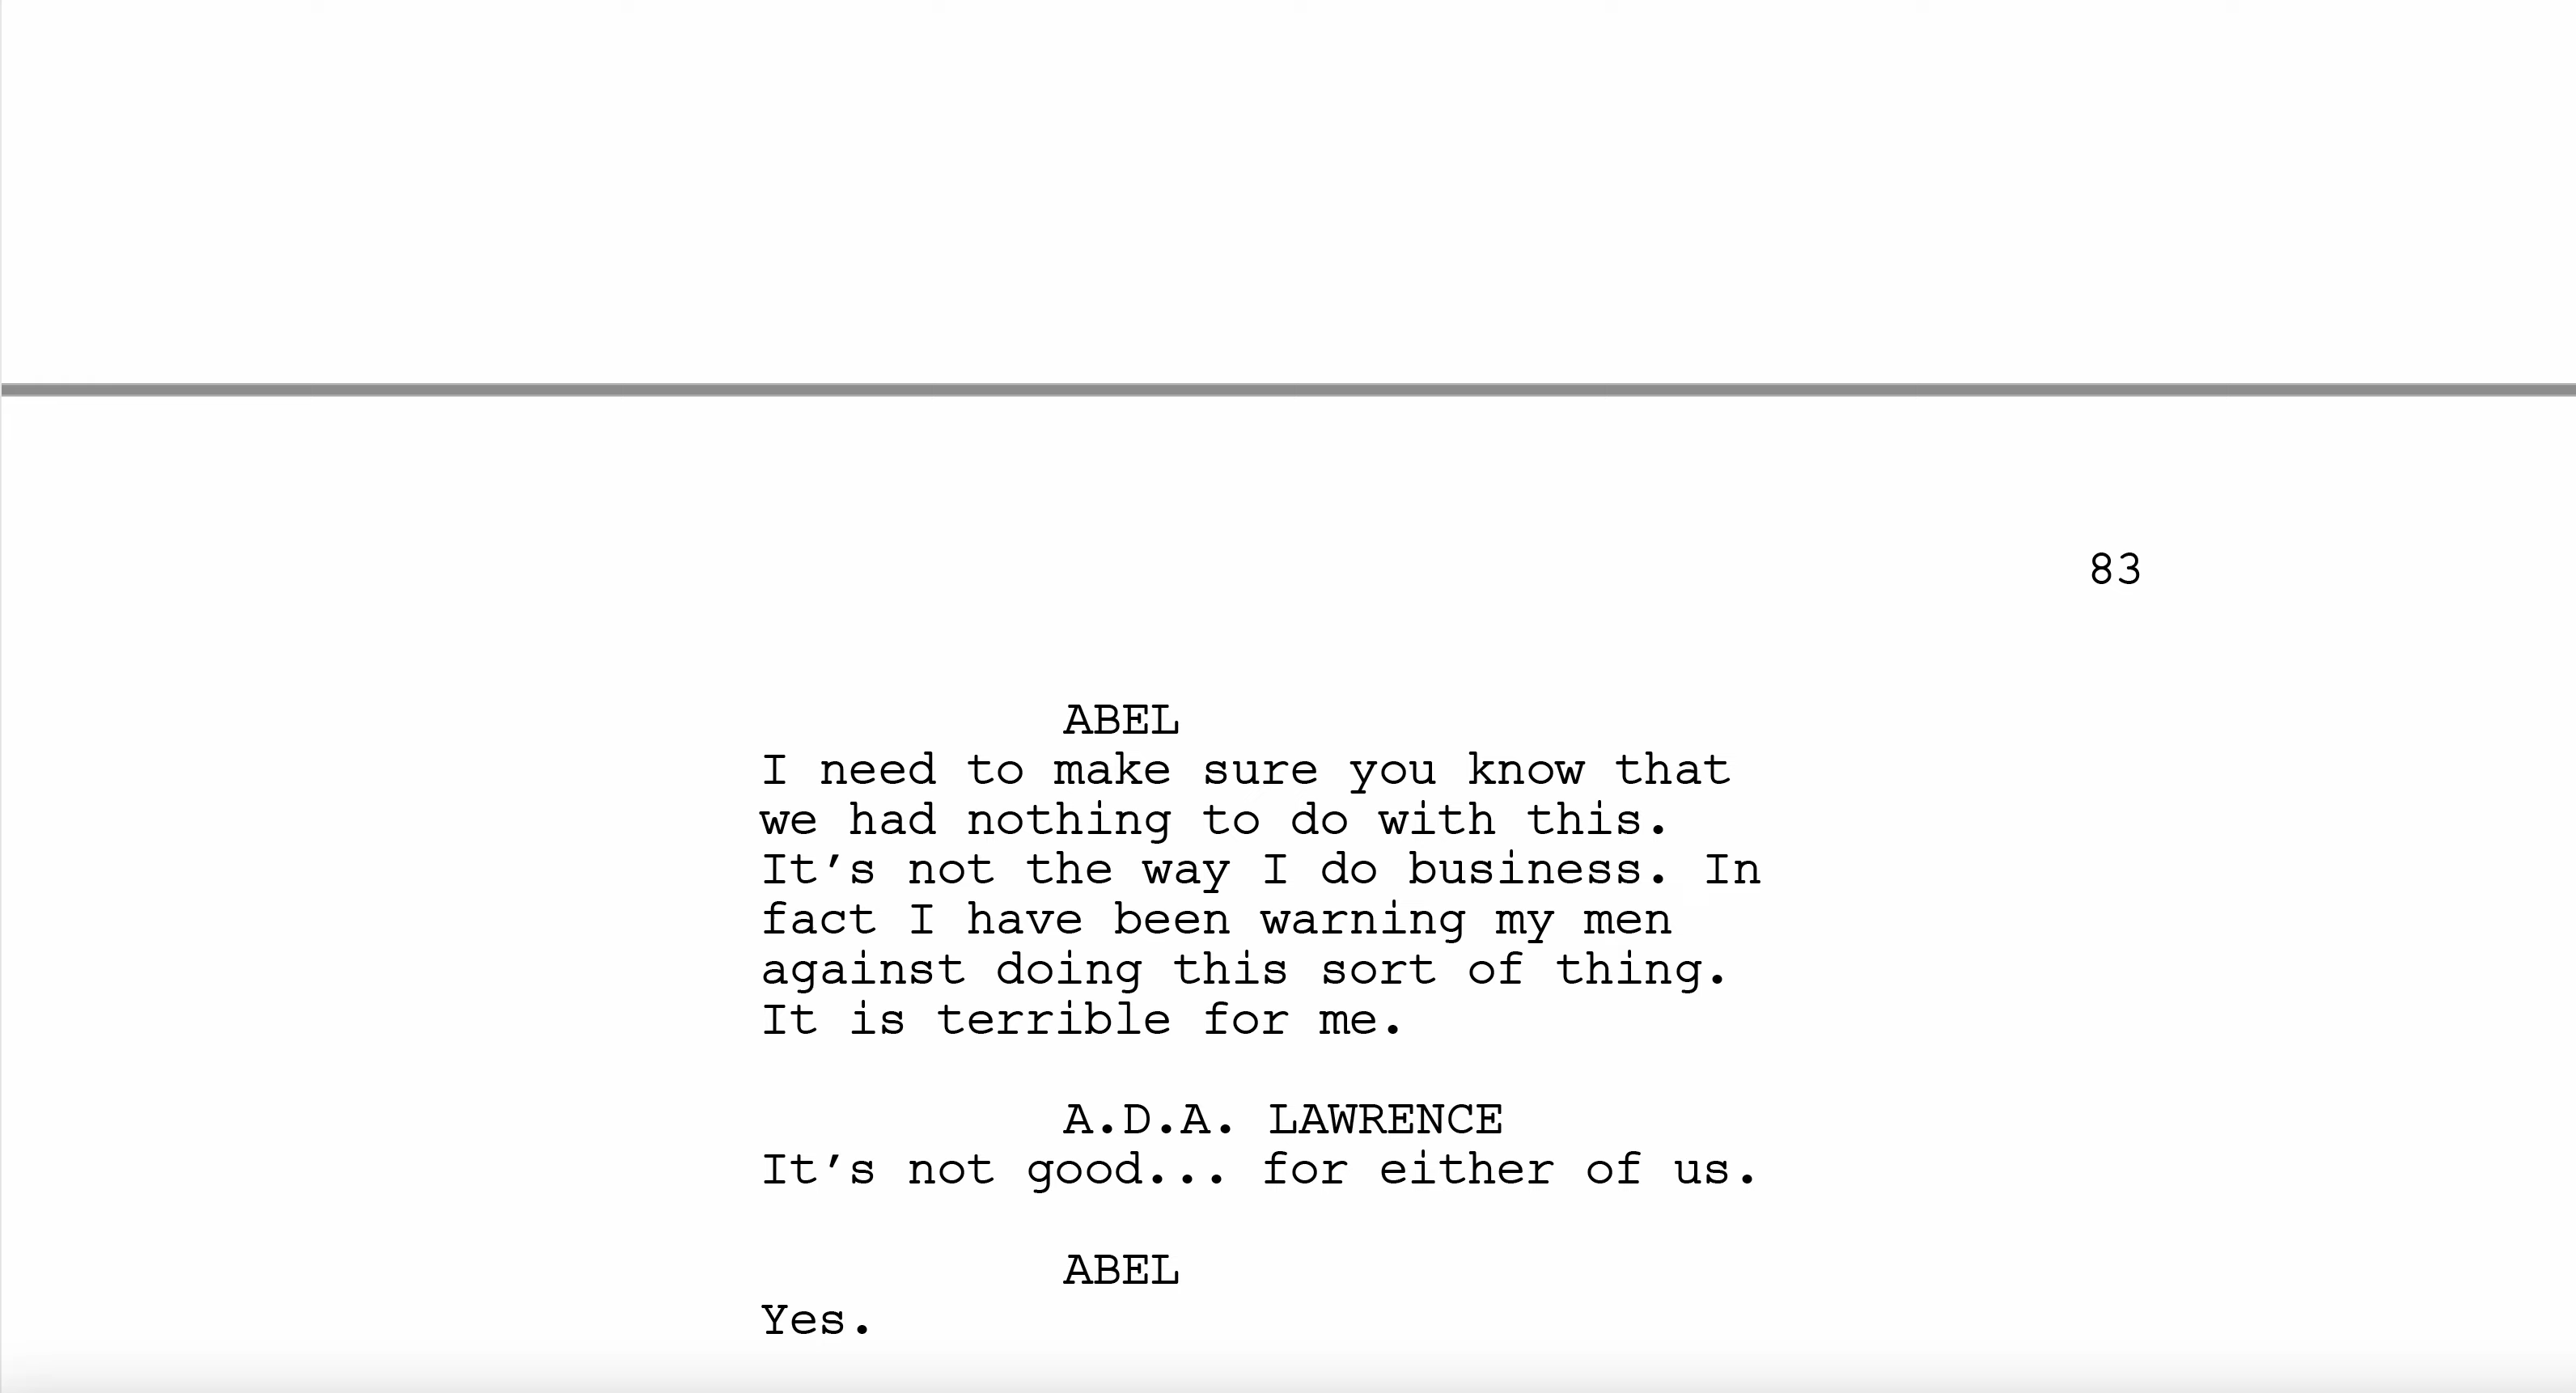 83
ABEL
I need to make sure you know that
we had nothing to do with this.
It’s not the way I do business. In
fact I have been warning my men
against doing this sort of thing.
It is terrible for me.
A.D.A. LAWRENCE
It’s not good... for either of us.
ABEL
Yes.